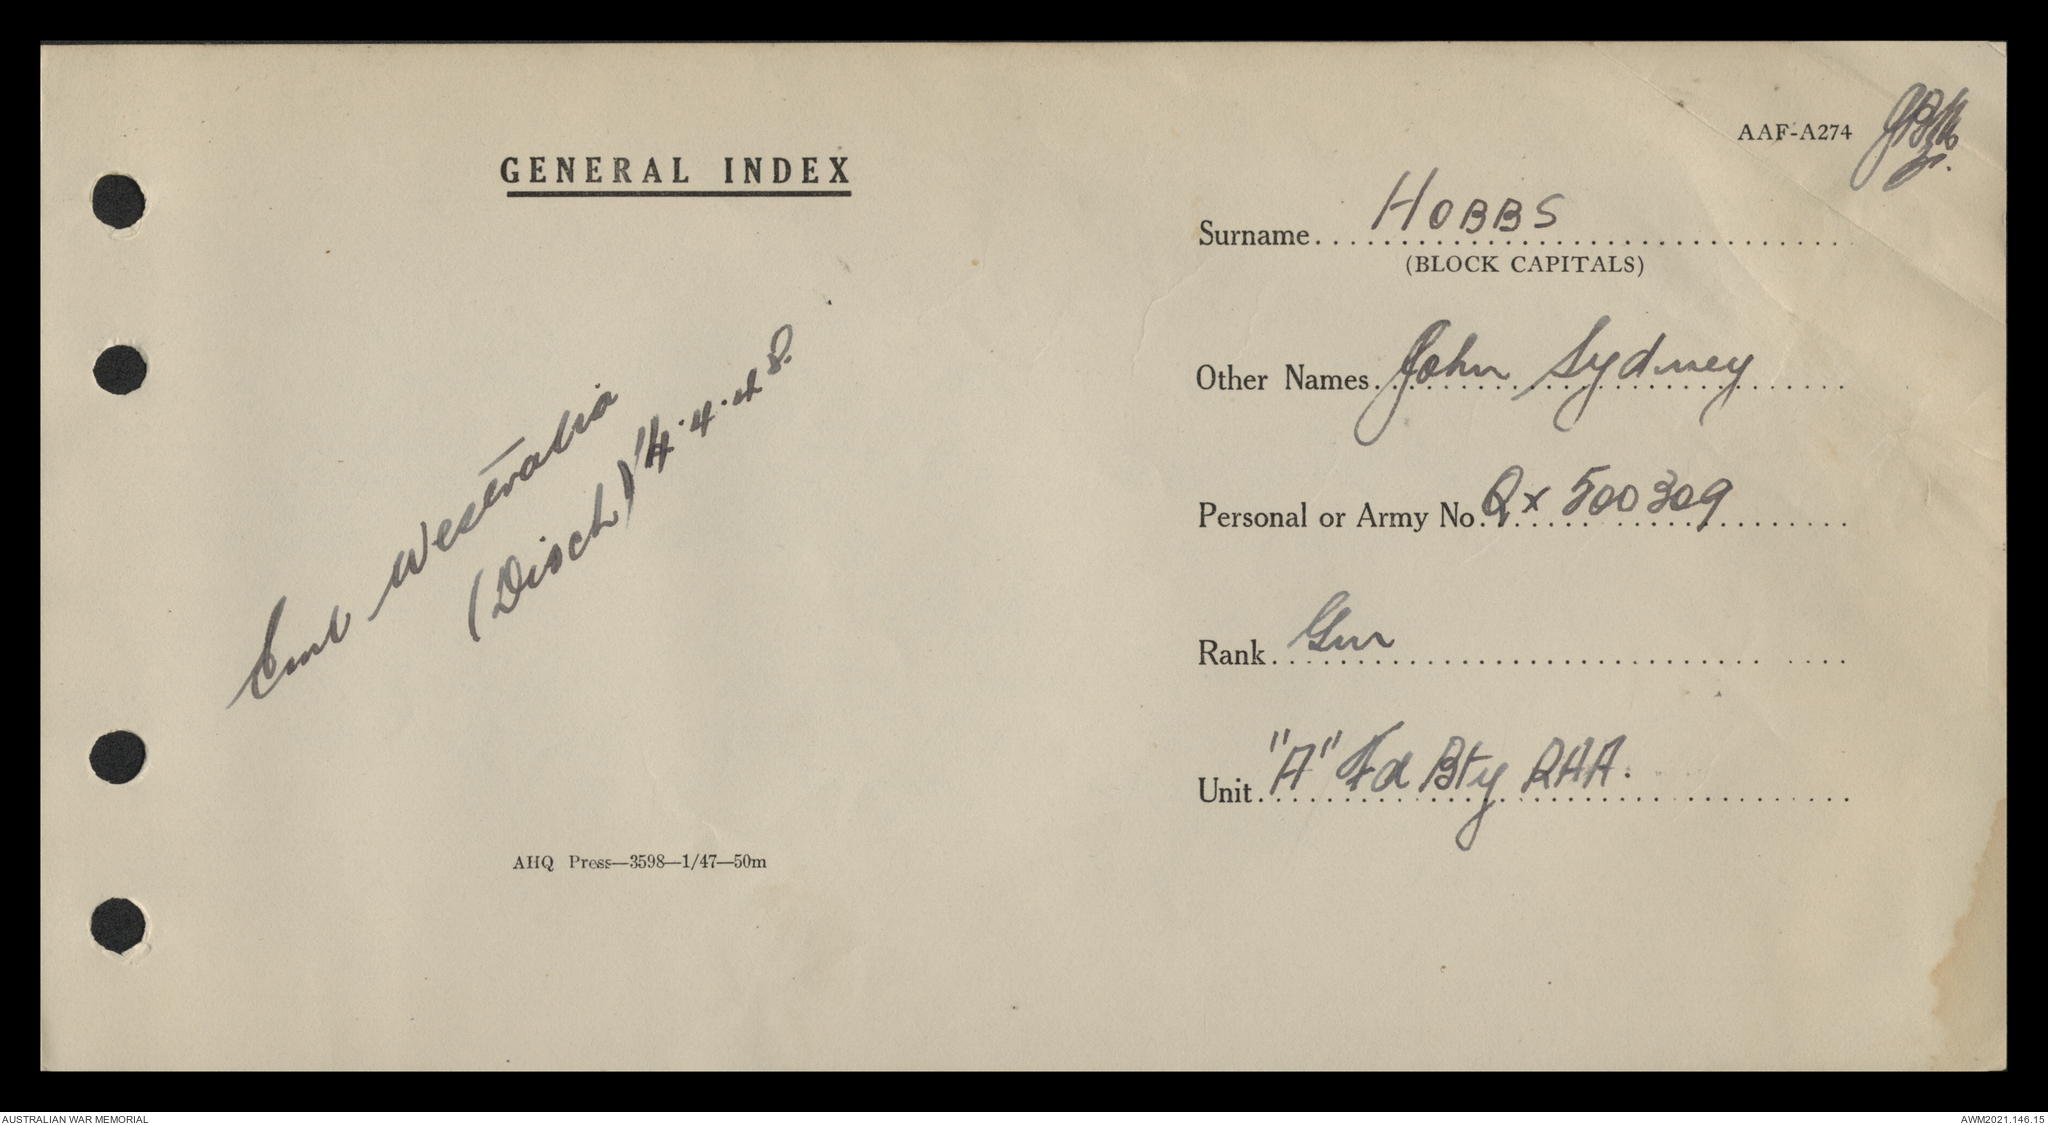 AAF-A274
GENERAL INDEX
Surname HOBBS
(BLOCK CAPITALS)
Other Names John Sydney
Personal or Army No. Qx 500309
Rank Gnr
Unit "A" Fd Bty RAA.
Emb Westralia
(Disch) 14.4.48.
AHQ Press—3598—1/47—50m
AUSTRALIAN WAR MEMORIAL
AWM2021.146.15